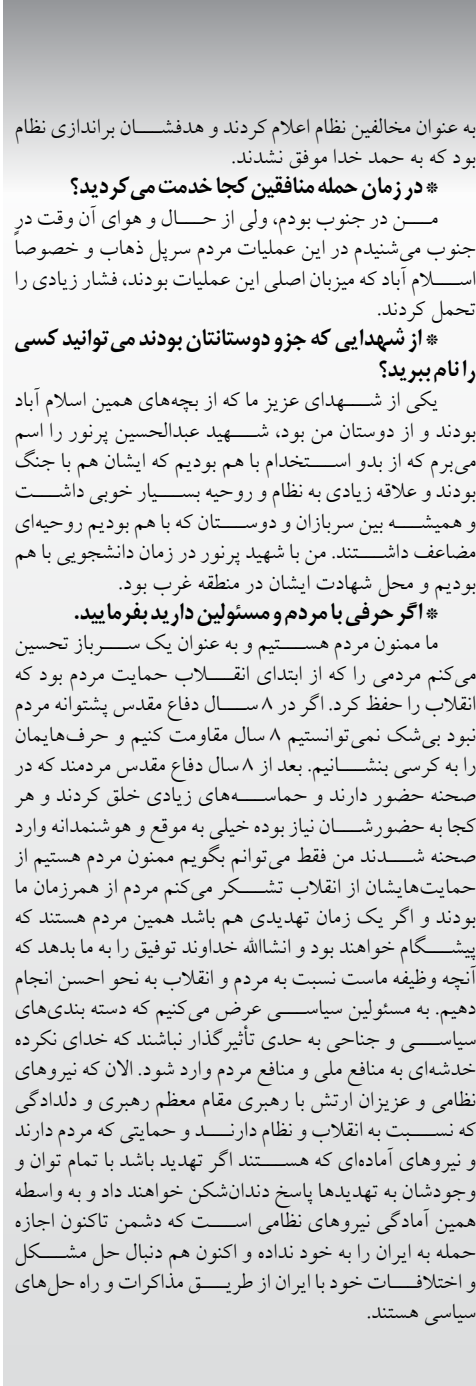 به عنوان مخالفین نظام اعلام کردند و هدفشان براندازی نظام
بود که به حمد خدا موفق نشدند.
* در زمان حمله منافقین کجا خدمت می‌کردید؟
من در جنوب بودم، ولی از حال و هوای آن وقت در
جنوب می‌شنیدم در این عملیات مردم سرپل ذهاب و خصوصاً
اسلام آباد که میزبان اصلی این عملیات بودند، فشار زیادی را
تحمل کردند.
* از شهدایی که جزو دوستانتان بودند می‌توانید کسی
را نام ببرید؟
یکی از شهدای عزیز ما که از بچه‌های همین اسلام آباد
بودند و از دوستان من بود، شهید عبدالحسین پرنور را اسم
می‌برم که از بدو استخدام با هم بودیم که ایشان هم با جنگ
بودند و علاقه زیادی به نظام و روحیه بسیار خوبی داشت
و همیشه بین سربازان و دوستان که با هم بودیم روحیه‌ای
مضاعف داشتند. من با شهید پرنور در زمان دانشجویی با هم
بودیم و محل شهادت ایشان در منطقه غرب بود.
* اگر حرفی با مردم و مسئولین دارید بفرمایید.
ما ممنون مردم هستیم و به عنوان یک سرباز تحسین
می‌کنم مردمی را که از ابتدای انقلاب حمایت مردم بود که
انقلاب را حفظ کرد. اگر در ۸ سال دفاع مقدس پشتوانه مردم
نبود بی‌شک نمی‌توانستیم ۸ سال مقاومت کنیم و حرف‌هایمان
را به کرسی بنشانیم. بعد از ۸ سال دفاع مقدس مردمند که در
صحنه حضور دارند و حماسه‌های زیادی خلق کردند و هر
کجا به حضورشان نیاز بوده خیلی به موقع و هوشمندانه وارد
صحنه شدند من فقط می‌توانم بگویم ممنون مردم هستیم از
حمایت‌هایشان از انقلاب تشکر می‌کنم مردم از همرزمان ما
بودند و اگر یک زمان تهدیدی هم باشد همین مردم هستند که
پیشگام خواهند بود و انشاالله خداوند توفیق را به ما بدهد که
آنچه وظیفه ماست نسبت به مردم و انقلاب به نحو احسن انجام
دهیم. به مسئولین سیاسی عرض می‌کنیم که دسته بندی‌های
سیاسی و جناحی به حدی تأثیرگذار نباشند که خدای نکرده
خدشه‌ای به منافع ملی و منافع مردم وارد شود. الان که نیروهای
نظامی و عزیزان ارتش با رهبری مقام معظم رهبری و دلدادگی
که نسبت به انقلاب و نظام دارند و حمایتی که مردم دارند
و نیروهای آماده‌ای که هستند اگر تهدید باشد با تمام توان و
وجودشان به تهدیدها پاسخ دندان‌شکن خواهند داد و به واسطه
همین آمادگی نیروهای نظامی است که دشمن تاکنون اجازه
حمله به ایران را به خود نداده و اکنون هم دنبال حل مشکل
و اختلافات خود با ایران از طریق مذاکرات و راه حل‌های
سیاسی هستند.